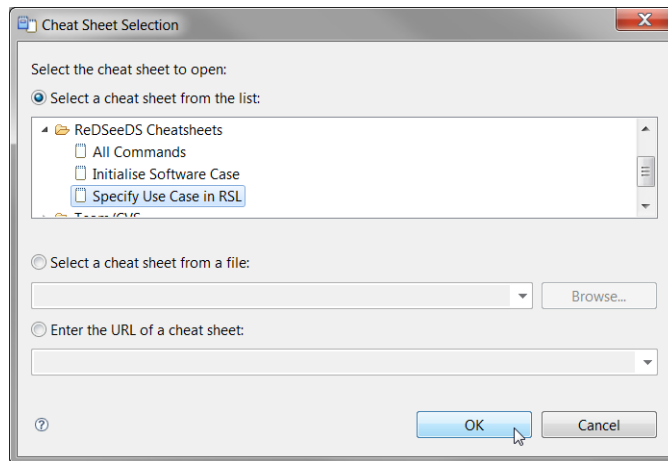 Cheat Sheet Selection
Select the cheat sheet to open:
Select a cheat sheet from the list:
ReDSeeDS Cheatsheets
All Commands
Initialise Software Case
Specify Use Case in RSL
Team/CVS
Select a cheat sheet from a file:
Browse...
Enter the URL of a cheat sheet:
OK
Cancel